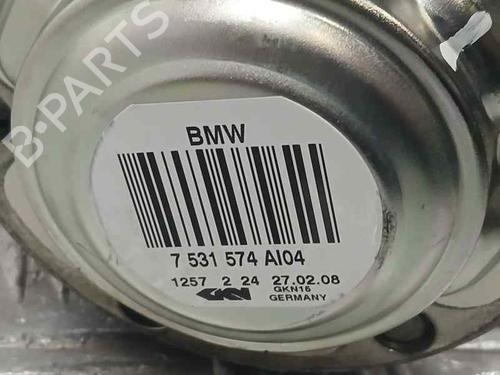 B-PARTS
BMW
7 531 574 AI04
1257 2 24 27.02.08
GKN GKN16
GERMANY